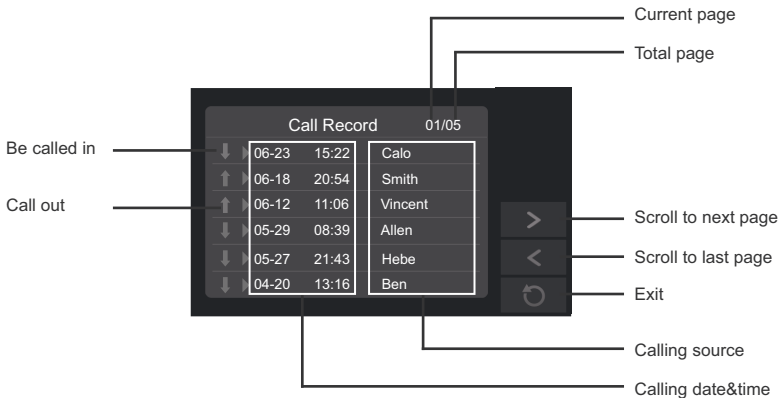 Current page
Total page
Call Record 01/05
Be called in
06-23 15:22 Calo
06-18 20:54 Smith
Call out
06-12 11:06 Vincent
05-29 08:39 Allen
05-27 21:43 Hebe
04-20 13:16 Ben
>
Scroll to next page
<
Scroll to last page
Exit
Calling source
Calling date&time